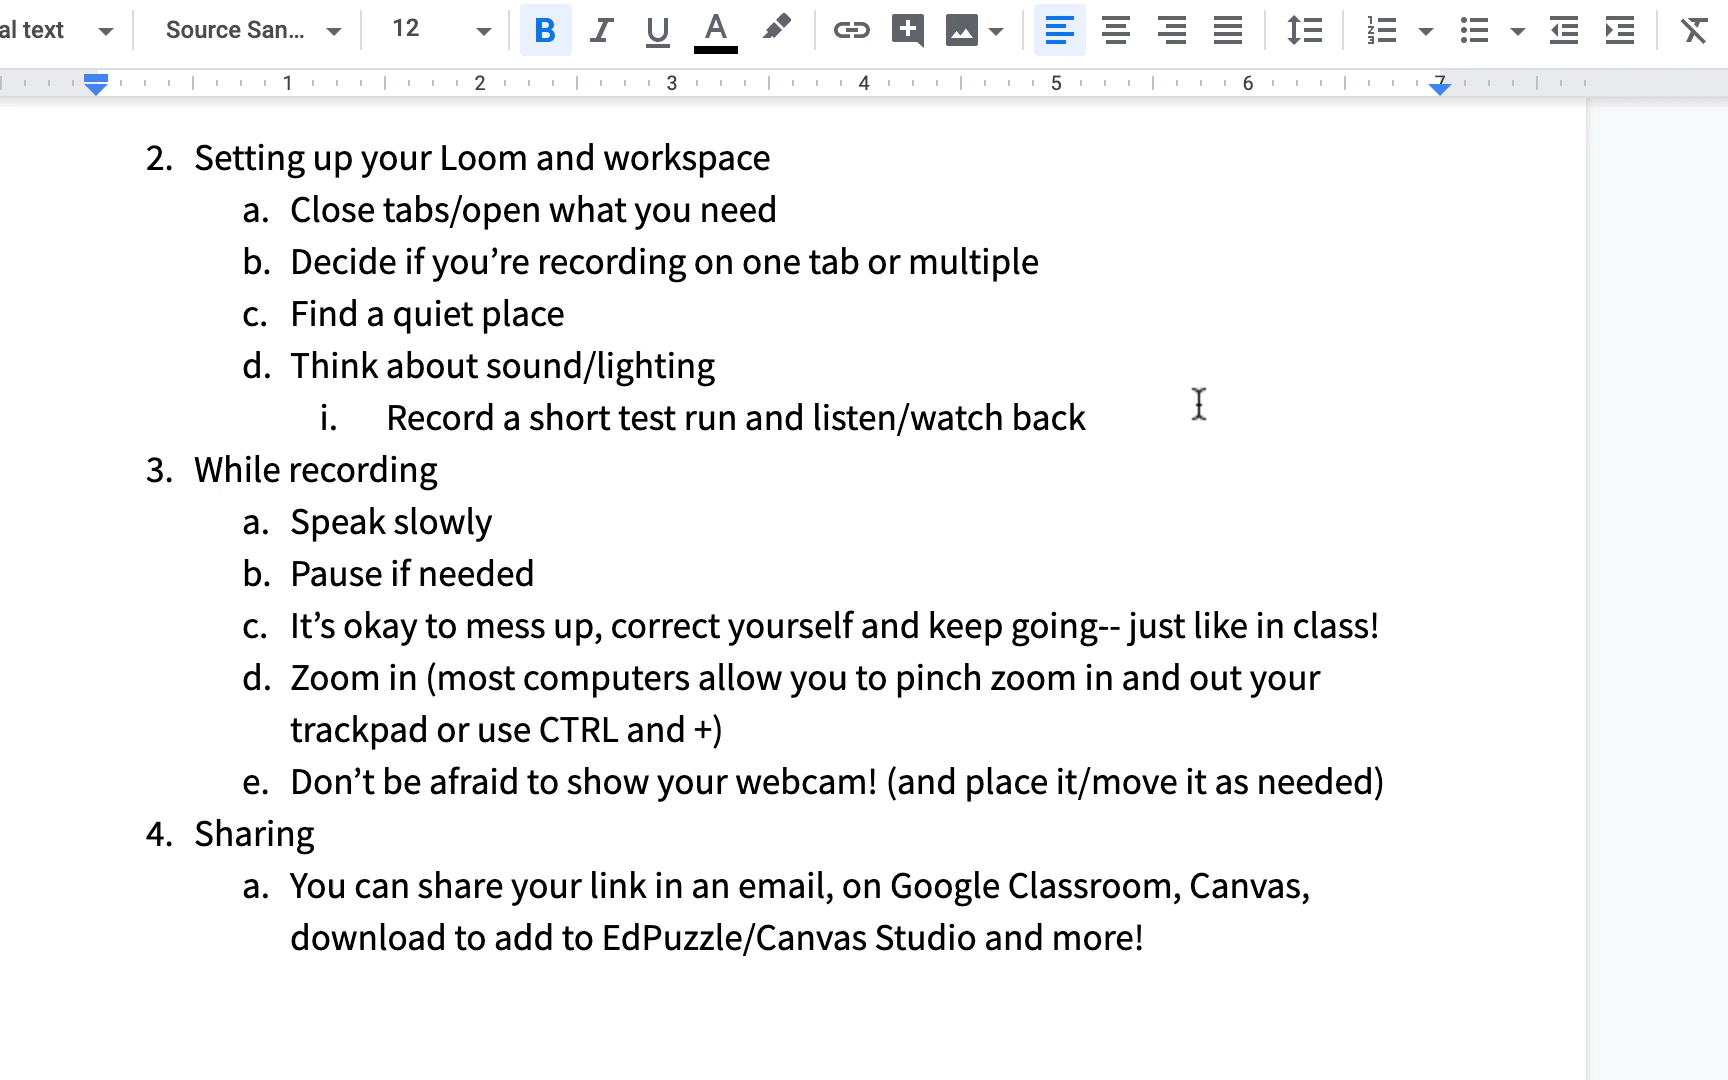 al text Source San... 12 B I U A
1 2 3 4 5 6 7
2. Setting up your Loom and workspace
a. Close tabs/open what you need
b. Decide if you’re recording on one tab or multiple
c. Find a quiet place
d. Think about sound/lighting
i. Record a short test run and listen/watch back
3. While recording
a. Speak slowly
b. Pause if needed
c. It’s okay to mess up, correct yourself and keep going-- just like in class!
d. Zoom in (most computers allow you to pinch zoom in and out your
trackpad or use CTRL and +)
e. Don’t be afraid to show your webcam! (and place it/move it as needed)
4. Sharing
a. You can share your link in an email, on Google Classroom, Canvas,
download to add to EdPuzzle/Canvas Studio and more!